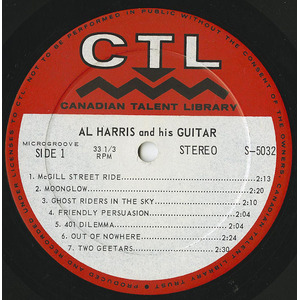 CTL
CANADIAN TALENT LIBRARY
AL HARRIS and his GUITAR
MICROGROOVE
SIDE 1
33 1/3
RPM
STEREO
S-5032
1. McGILL STREET RIDE 2:13
2. MOONGLOW 2:20
3. GHOST RIDERS IN THE SKY 2:10
4. FRIENDLY PERSUASION 2:04
5. 401 DILEMMA 2:04
6. OUT OF NOWHERE 2:04
7. TWO GEETARS 2:30